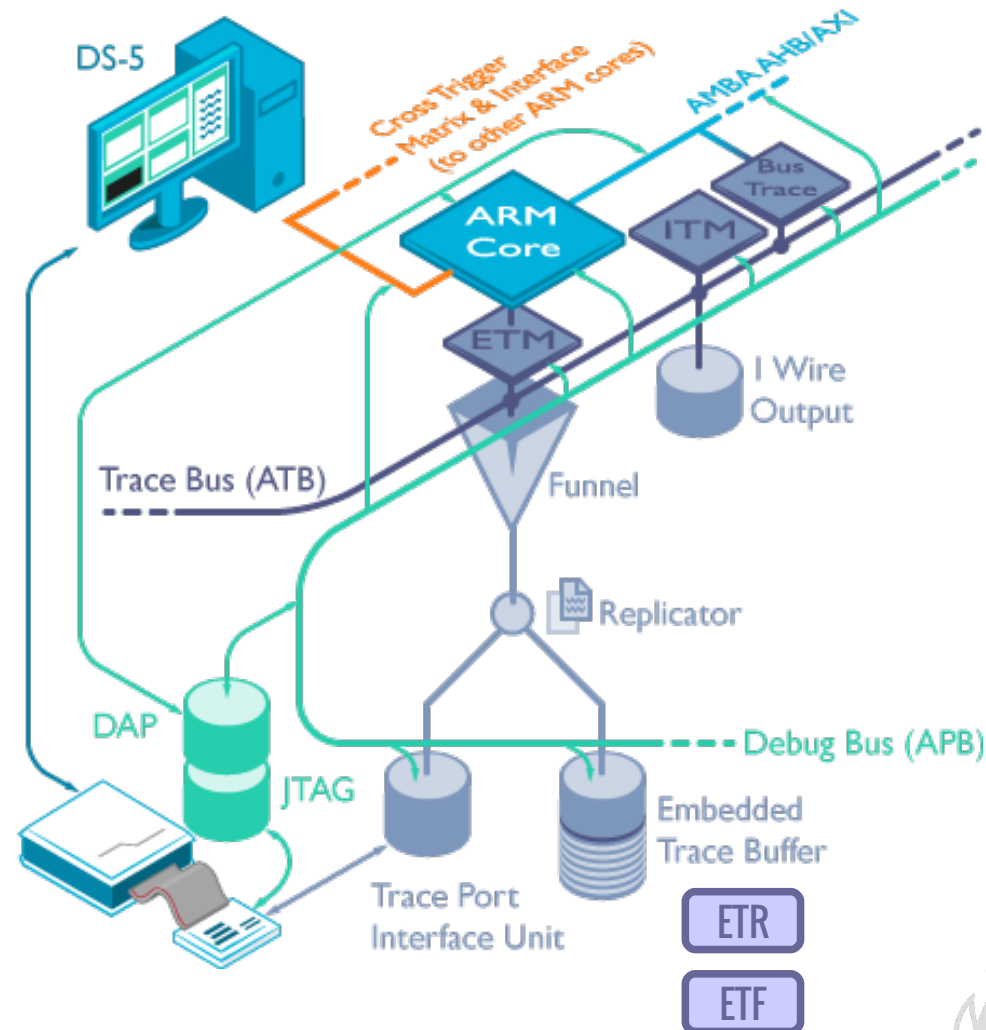 DS-5
Cross Trigger
Matrix & Interface
(to other ARM cores)
AMBA AHB/AXI
Bus
Trace
ARM
Core
ITM
ETM
1 Wire
Output
Trace Bus (ATB)
Funnel
Replicator
DAP
JTAG
Debug Bus (APB)
Embedded
Trace Buffer
Trace Port
Interface Unit
ETR
ETF